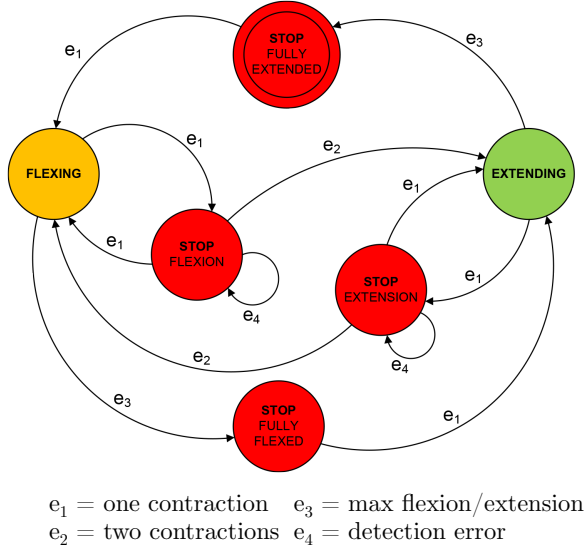 STOP
FULLY
EXTENDED
e₁
e₃
e₁
e₂
FLEXING
EXTENDING
e₁
STOP
FLEXION
e₁
e₄
STOP
EXTENSION
e₁
e₂
e₄
e₃
STOP
FULLY
FLEXED
e₁
e₁ = one contraction e₃ = max flexion/extension
e₂ = two contractions e₄ = detection error